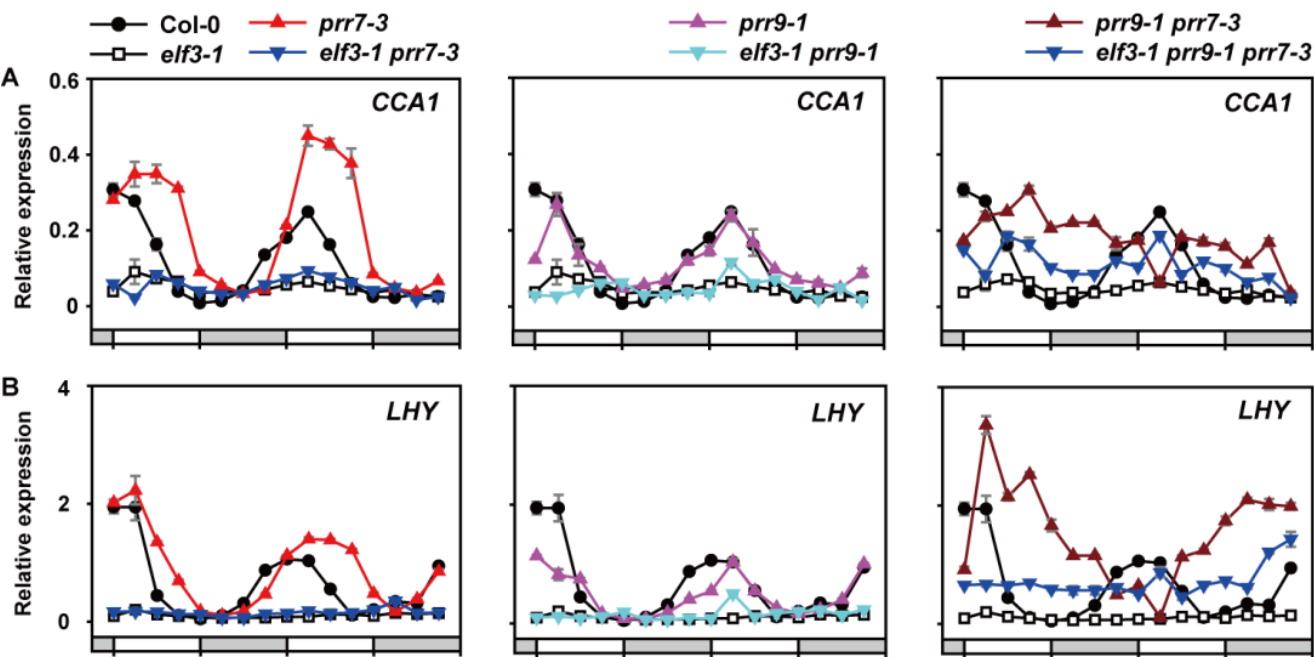 Col-0
elf3-1
prr7-3
elf3-1 prr7-3
prr9-1
elf3-1 prr9-1
prr9-1 prr7-3
elf3-1 prr9-1 prr7-3
A
Relative expression
0.6
0.4
0.2
0
CCA1
CCA1
CCA1
B
Relative expression
4
2
0
LHY
LHY
LHY